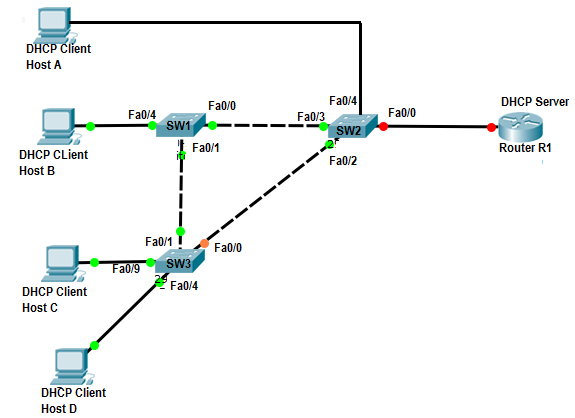 DHCP Client
Host A
Fa0/4
Fa0/0
SW1
Fa0/1
DHCP CLient
Host B
Fa0/4
Fa0/3
SW2
Fa0/0
Fa0/2
DHCP Server
Router R1
Fa0/1
Fa0/0
SW3
Fa0/9
Fa0/4
DHCP Client
Host C
DHCP Client
Host D